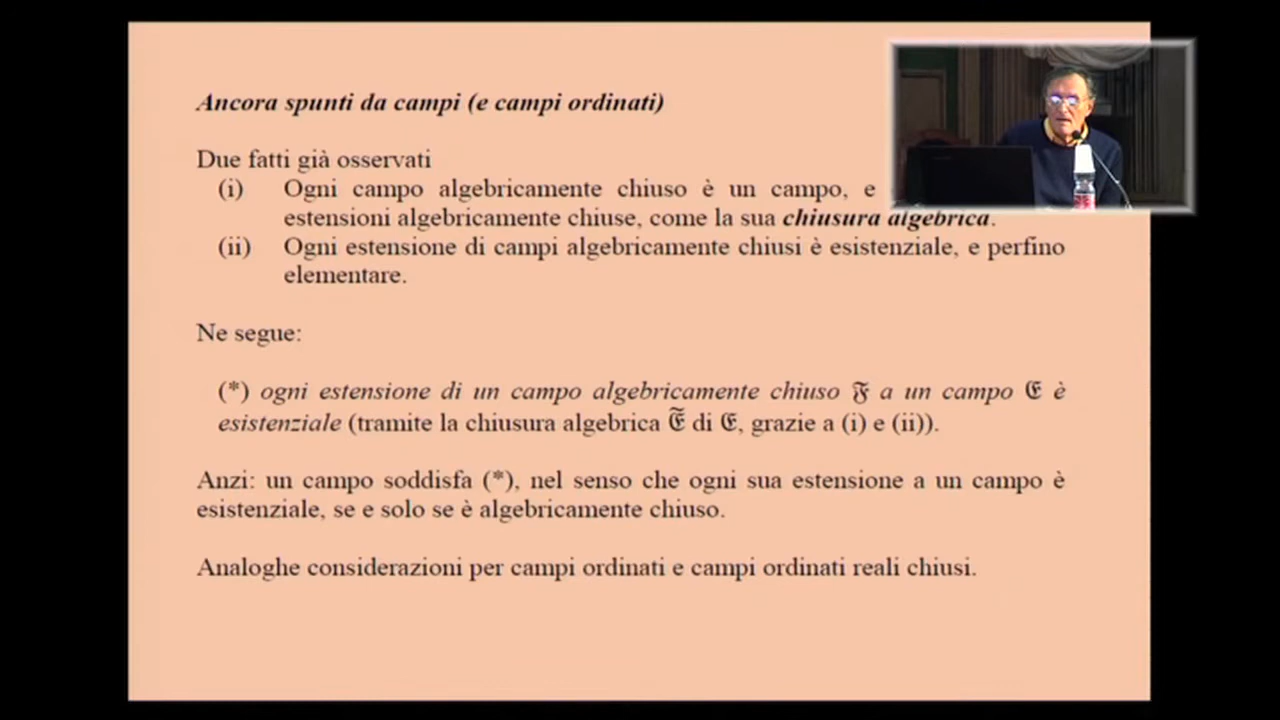 Ancora spunti da campi (e campi ordinati)
Due fatti già osservati
(i) Ogni campo algebricamente chiuso è un campo, e
estensioni algebricamente chiuse, come la sua chiusura algebrica.
(ii) Ogni estensione di campi algebricamente chiusi è esistenziale, e perfino
elementare.
Ne segue:
(*) ogni estensione di un campo algebricamente chiuso 𝔉 a un campo 𝔈 è
esistenziale (tramite la chiusura algebrica 𝔈̃ di 𝔈, grazie a (i) e (ii)).
Anzi: un campo soddisfa (*), nel senso che ogni sua estensione a un campo è
esistenziale, se e solo se è algebricamente chiuso.
Analoghe considerazioni per campi ordinati e campi ordinati reali chiusi.